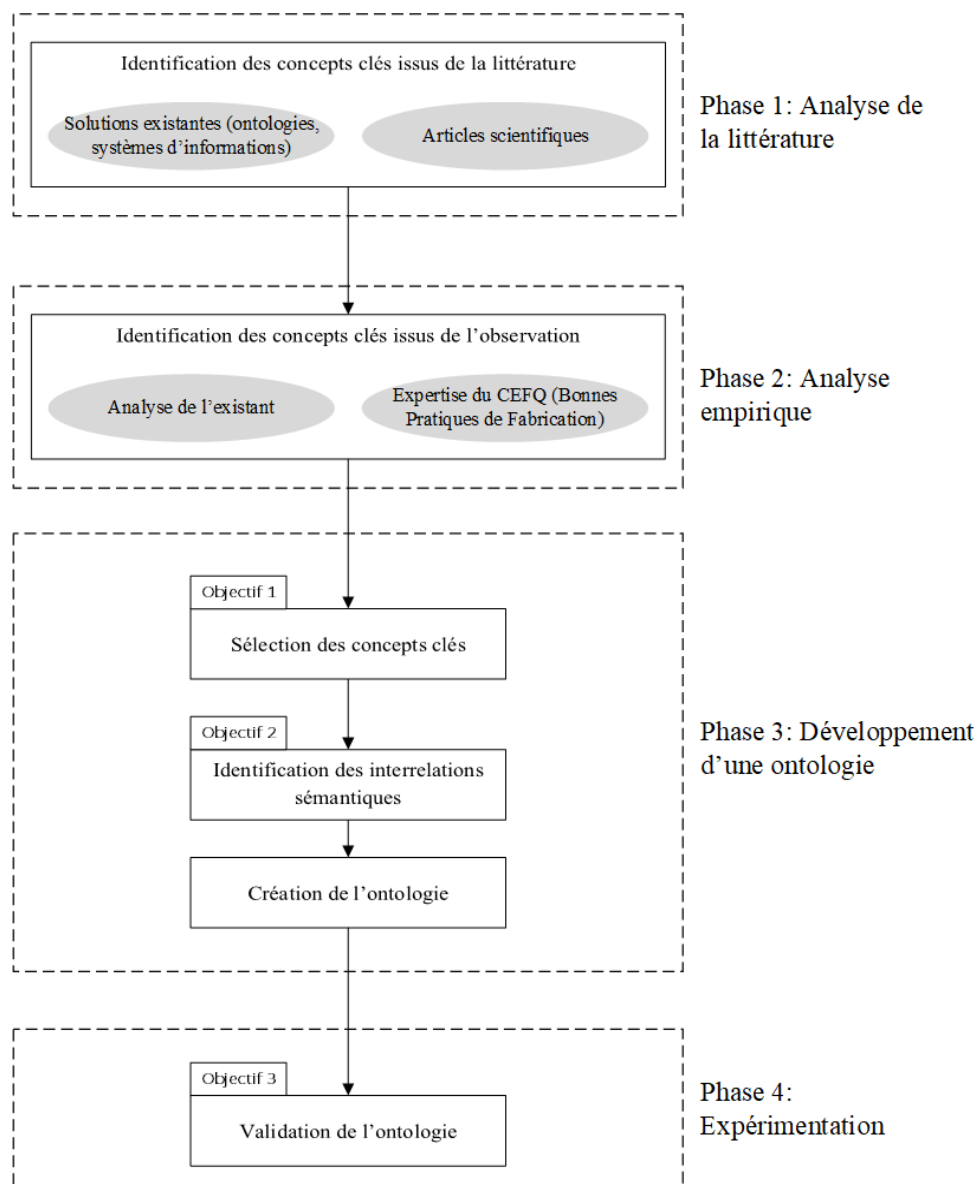 Identification des concepts clés issus de la littérature
Solutions existantes (ontologies,
systèmes d'informations)
Articles scientifiques
Phase 1: Analyse de
la littérature
Identification des concepts clés issus de l'observation
Analyse de l'existant
Expertise du CEFQ (Bonnes
Pratiques de Fabrication)
Phase 2: Analyse
empirique
Objectif 1
Sélection des concepts clés
Objectif 2
Identification des interrelations
sémantiques
Création de l'ontologie
Phase 3: Développement
d'une ontologie
Objectif 3
Validation de l'ontologie
Phase 4:
Expérimentation